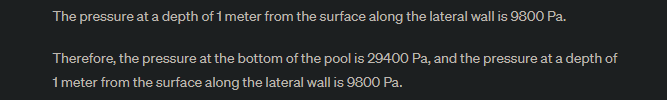 The pressure at a depth of 1 meter from the surface along the lateral wall is 9800 Pa.
Therefore, the pressure at the bottom of the pool is 29400 Pa, and the pressure at a depth of
1 meter from the surface along the lateral wall is 9800 Pa.